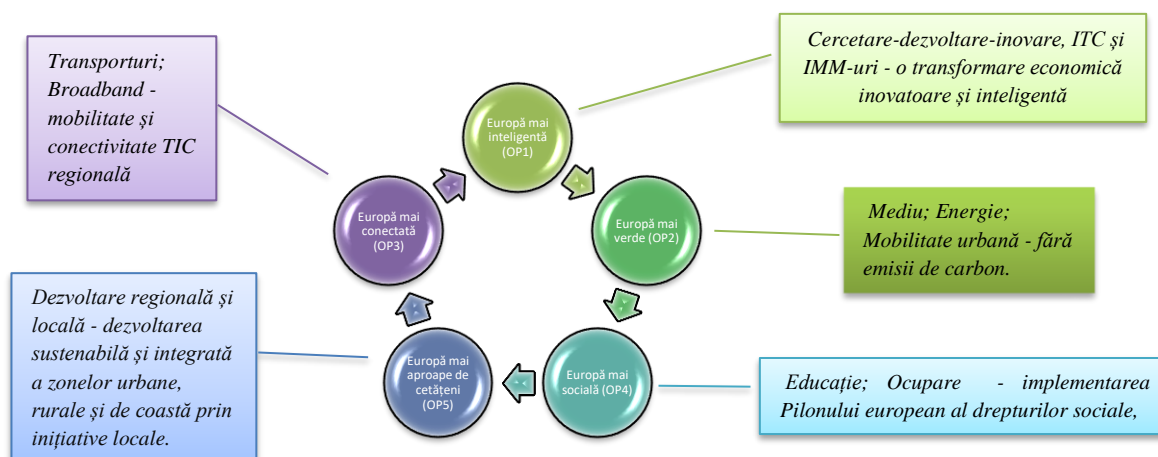 Cercetare-dezvoltare-inovare, ITC și
IMM-uri - o transformare economică
inovatoare și inteligentă
Transporturi;
Broadband -
mobilitate și
conectivitate TIC
regională
Europă mai
inteligentă
(OP1)
Europă mai
conectată
(OP3)
Europă mai
verde (OP2)
Mediu; Energie;
Mobilitate urbană - fără
emisii de carbon.
Dezvoltare regională și
locală - dezvoltarea
sustenabilă și integrată
a zonelor urbane,
rurale și de coastă prin
inițiative locale.
Europă mai
aproape de
cetățeni
(OP5)
Europă mai
socială (OP4)
Educație; Ocupare - implementarea
Pilonului european al drepturilor sociale,